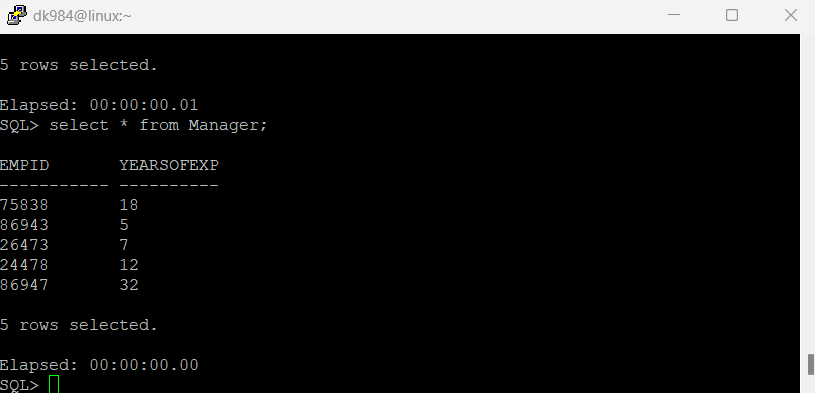 dk984@linux:~
5 rows selected.
Elapsed: 00:00:00.01
SQL> select * from Manager;
EMPID       YEARSOFEXP
----------- ----------
75838       18
86943       5
26473       7
24478       12
86947       32
5 rows selected.
Elapsed: 00:00:00.00
SQL>